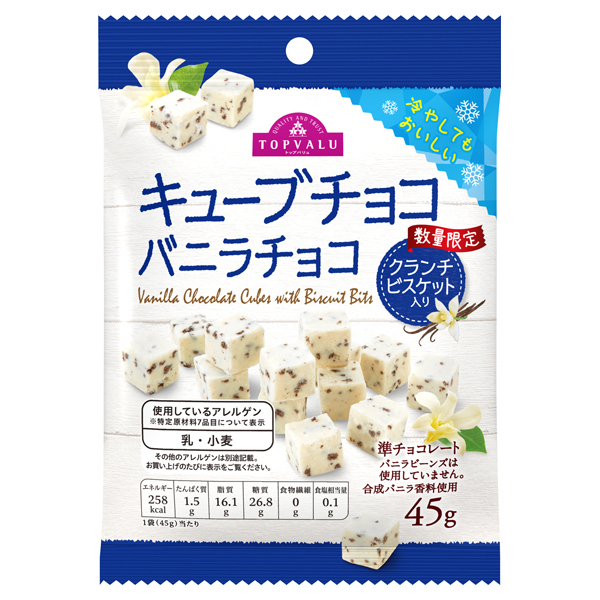 QUALITY AND TRUST
TOPVALU
トップバリュ
冷やしても
おいしい
キューブチョコ
バニラチョコ
数量限定
クランチ
ビスケット
入り
Vanilla Chocolate Cubes with Biscuit Bits
使用しているアレルゲン
※特定原材料7品目について表示
乳・小麦
その他のアレルゲンは別途記載。
お買い上げのたびに表示をご覧ください。
エネルギー たんぱく質 脂質 糖質 食物繊維 食塩相当量
258 kcal 1.5 g 16.1 g 26.8 g 0 g 0.1 g
1袋(45g)当たり
準チョコレート
バニラビーンズは
使用していません。
合成バニラ香料使用
45g